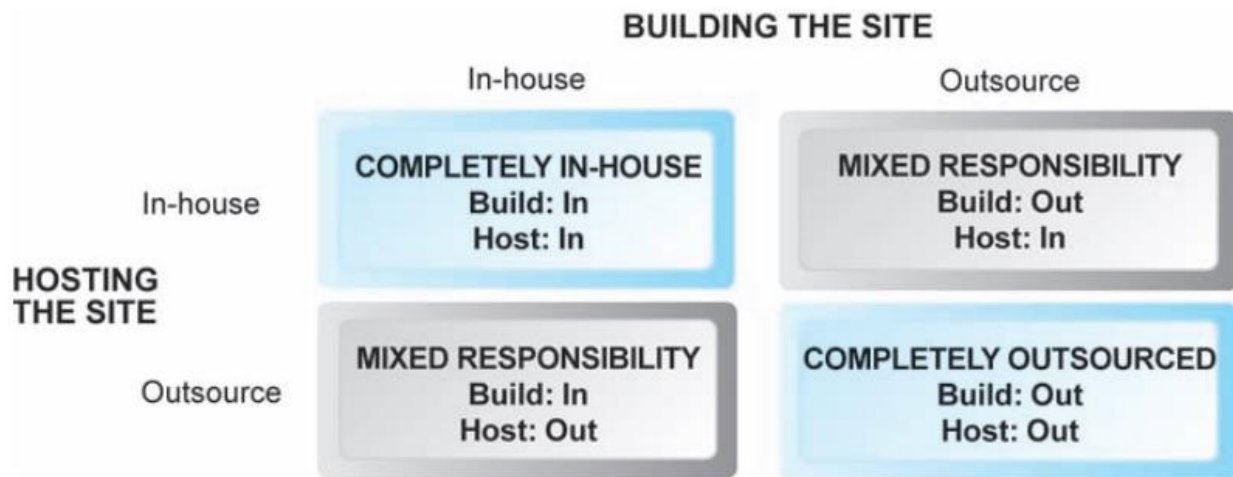 BUILDING THE SITE
In-house
Outsource
In-house
COMPLETELY IN-HOUSE
Build: In
Host: In
MIXED RESPONSIBILITY
Build: Out
Host: In
HOSTING
THE SITE
Outsource
MIXED RESPONSIBILITY
Build: In
Host: Out
COMPLETELY OUTSOURCED
Build: Out
Host: Out